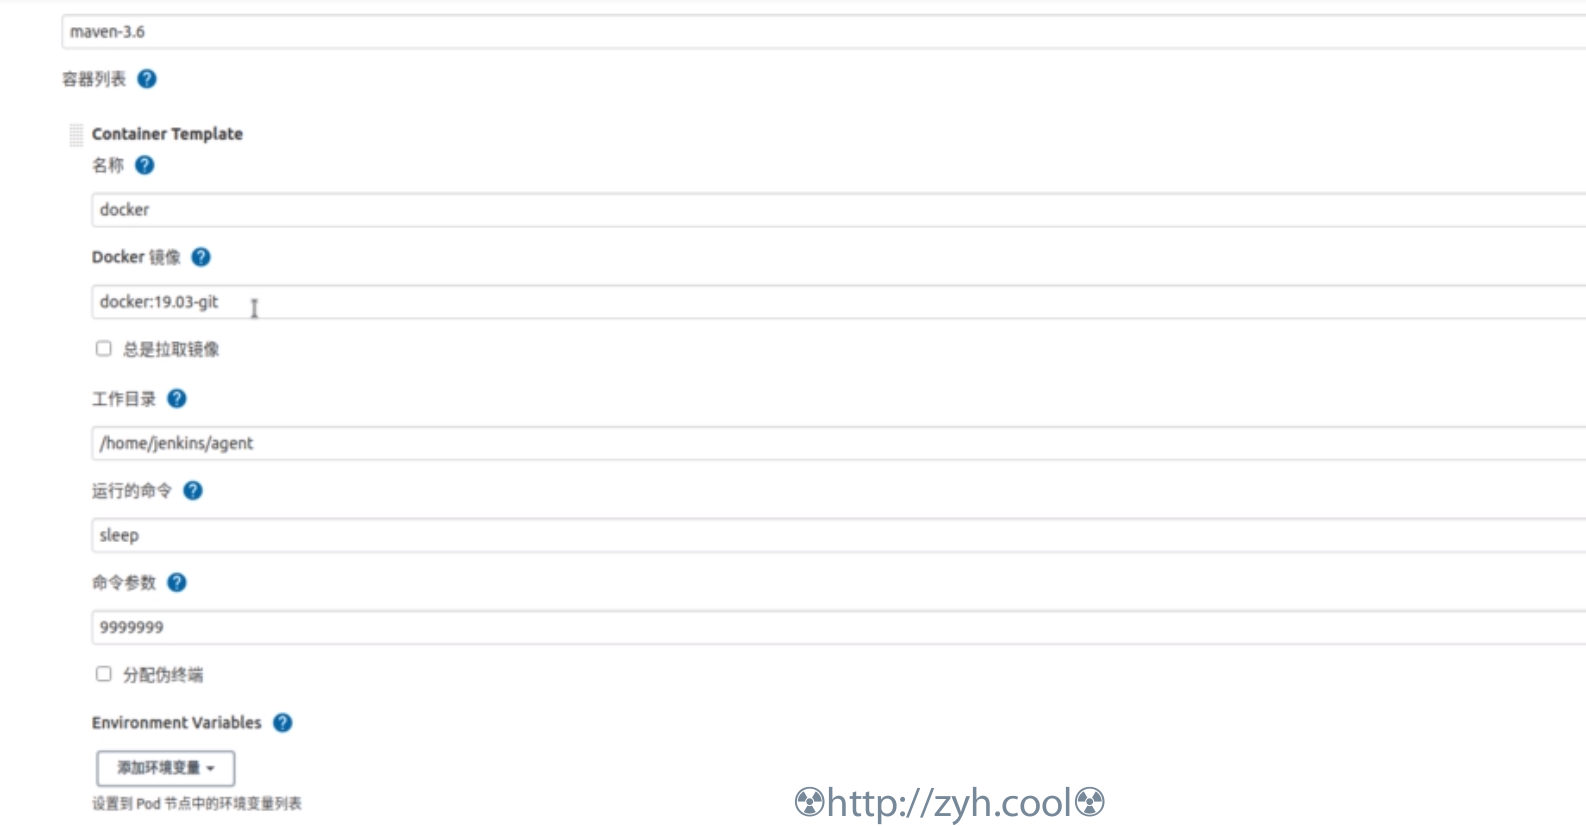 maven-3.6
容器列表
Container Template
名称
docker
Docker 镜像
docker:19.03-git
总是拉取镜像
工作目录
/home/jenkins/agent
运行的命令
sleep
命令参数
9999999
分配伪终端
Environment Variables
添加环境变量
设置到 Pod 节点中的环境变量列表
☢http://zyh.cool☢